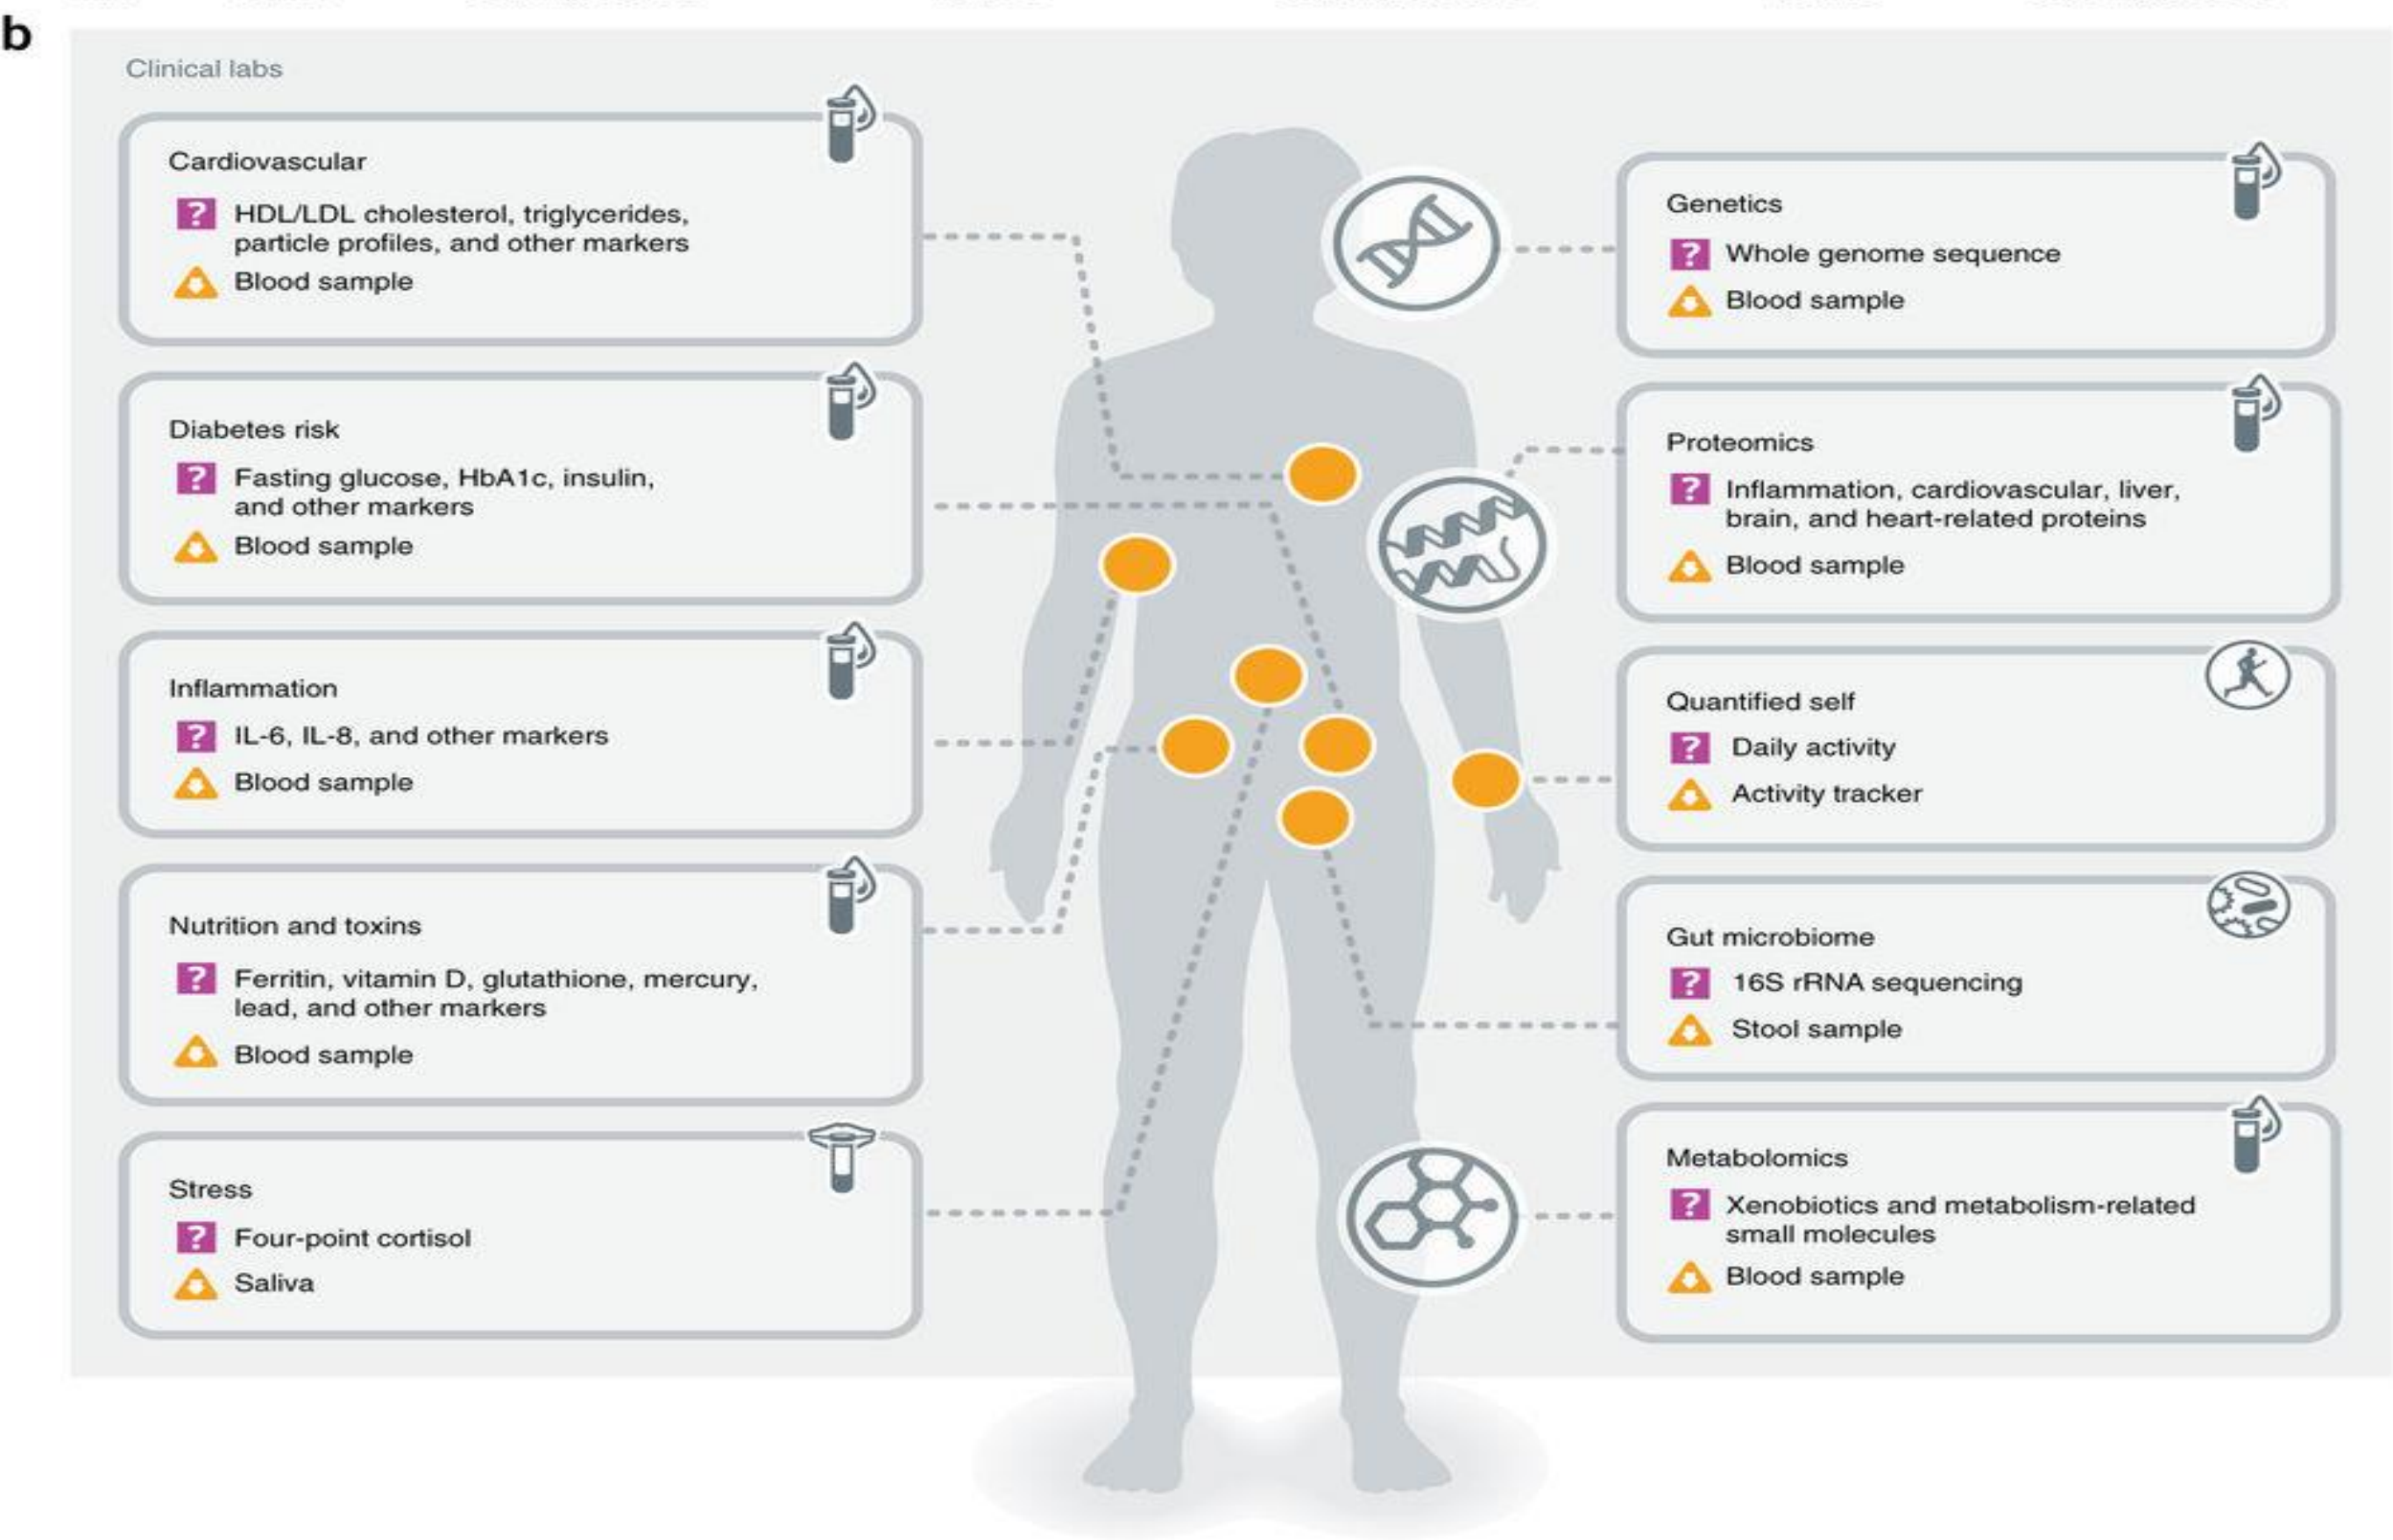 b
Clinical labs
Cardiovascular
? HDL/LDL cholesterol, triglycerides,
particle profiles, and other markers
Blood sample
Diabetes risk
? Fasting glucose, HbA1c, insulin,
and other markers
Blood sample
Inflammation
? IL-6, IL-8, and other markers
Blood sample
Nutrition and toxins
? Ferritin, vitamin D, glutathione, mercury,
lead, and other markers
Blood sample
Stress
? Four-point cortisol
Saliva
Genetics
? Whole genome sequence
Blood sample
Proteomics
? Inflammation, cardiovascular, liver,
brain, and heart-related proteins
Blood sample
Quantified self
? Daily activity
Activity tracker
Gut microbiome
? 16S rRNA sequencing
Stool sample
Metabolomics
? Xenobiotics and metabolism-related
small molecules
Blood sample